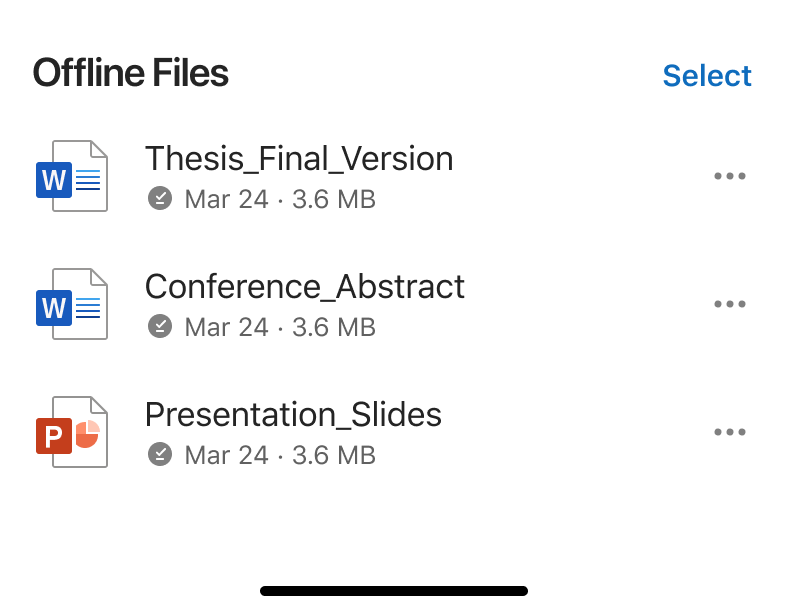 Offline Files
Select
W
Thesis_Final_Version
Mar 24 · 3.6 MB
W
Conference_Abstract
Mar 24 · 3.6 MB
P
Presentation_Slides
Mar 24 · 3.6 MB